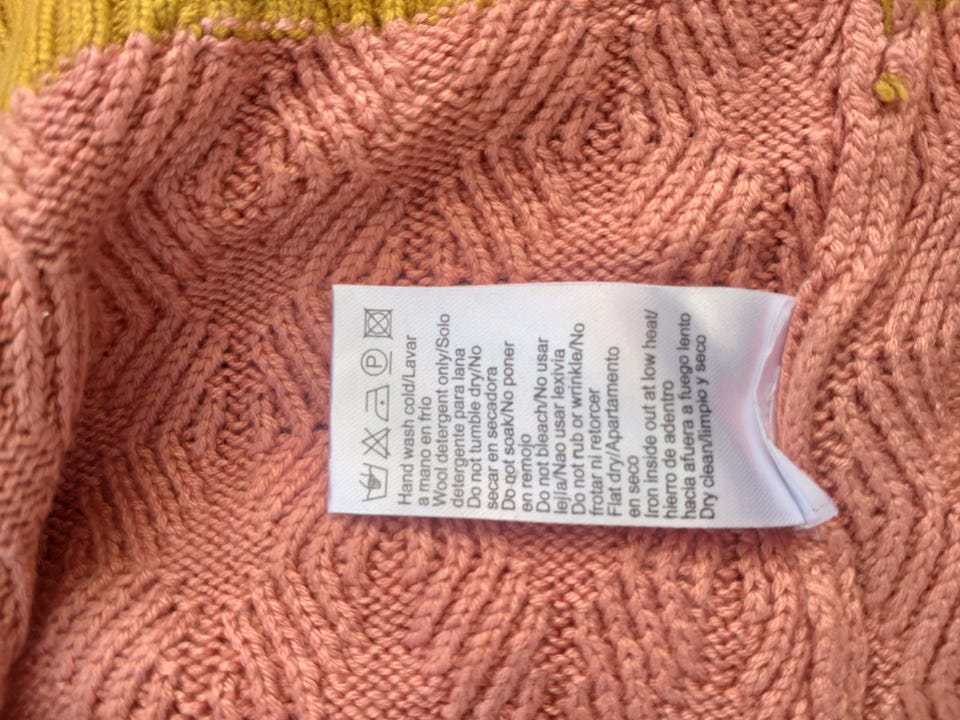 P
Hand wash cold/Lavar
a mano en frio
Wool detergent only/Solo
detergente para lana
Do not tumble dry/No
secar en secadora
Do qot soak/No poner
en remojo
Do not bleach/No usar
lejía/Nao usar lexivia
Do not rub or wrinkle/No
frotar ni retorcer
Flat dry/Apartamento
en seco
Iron inside out at low heat/
hierro de adentro
hacia afuera a fuego lento
Dry clean/limpio y seco